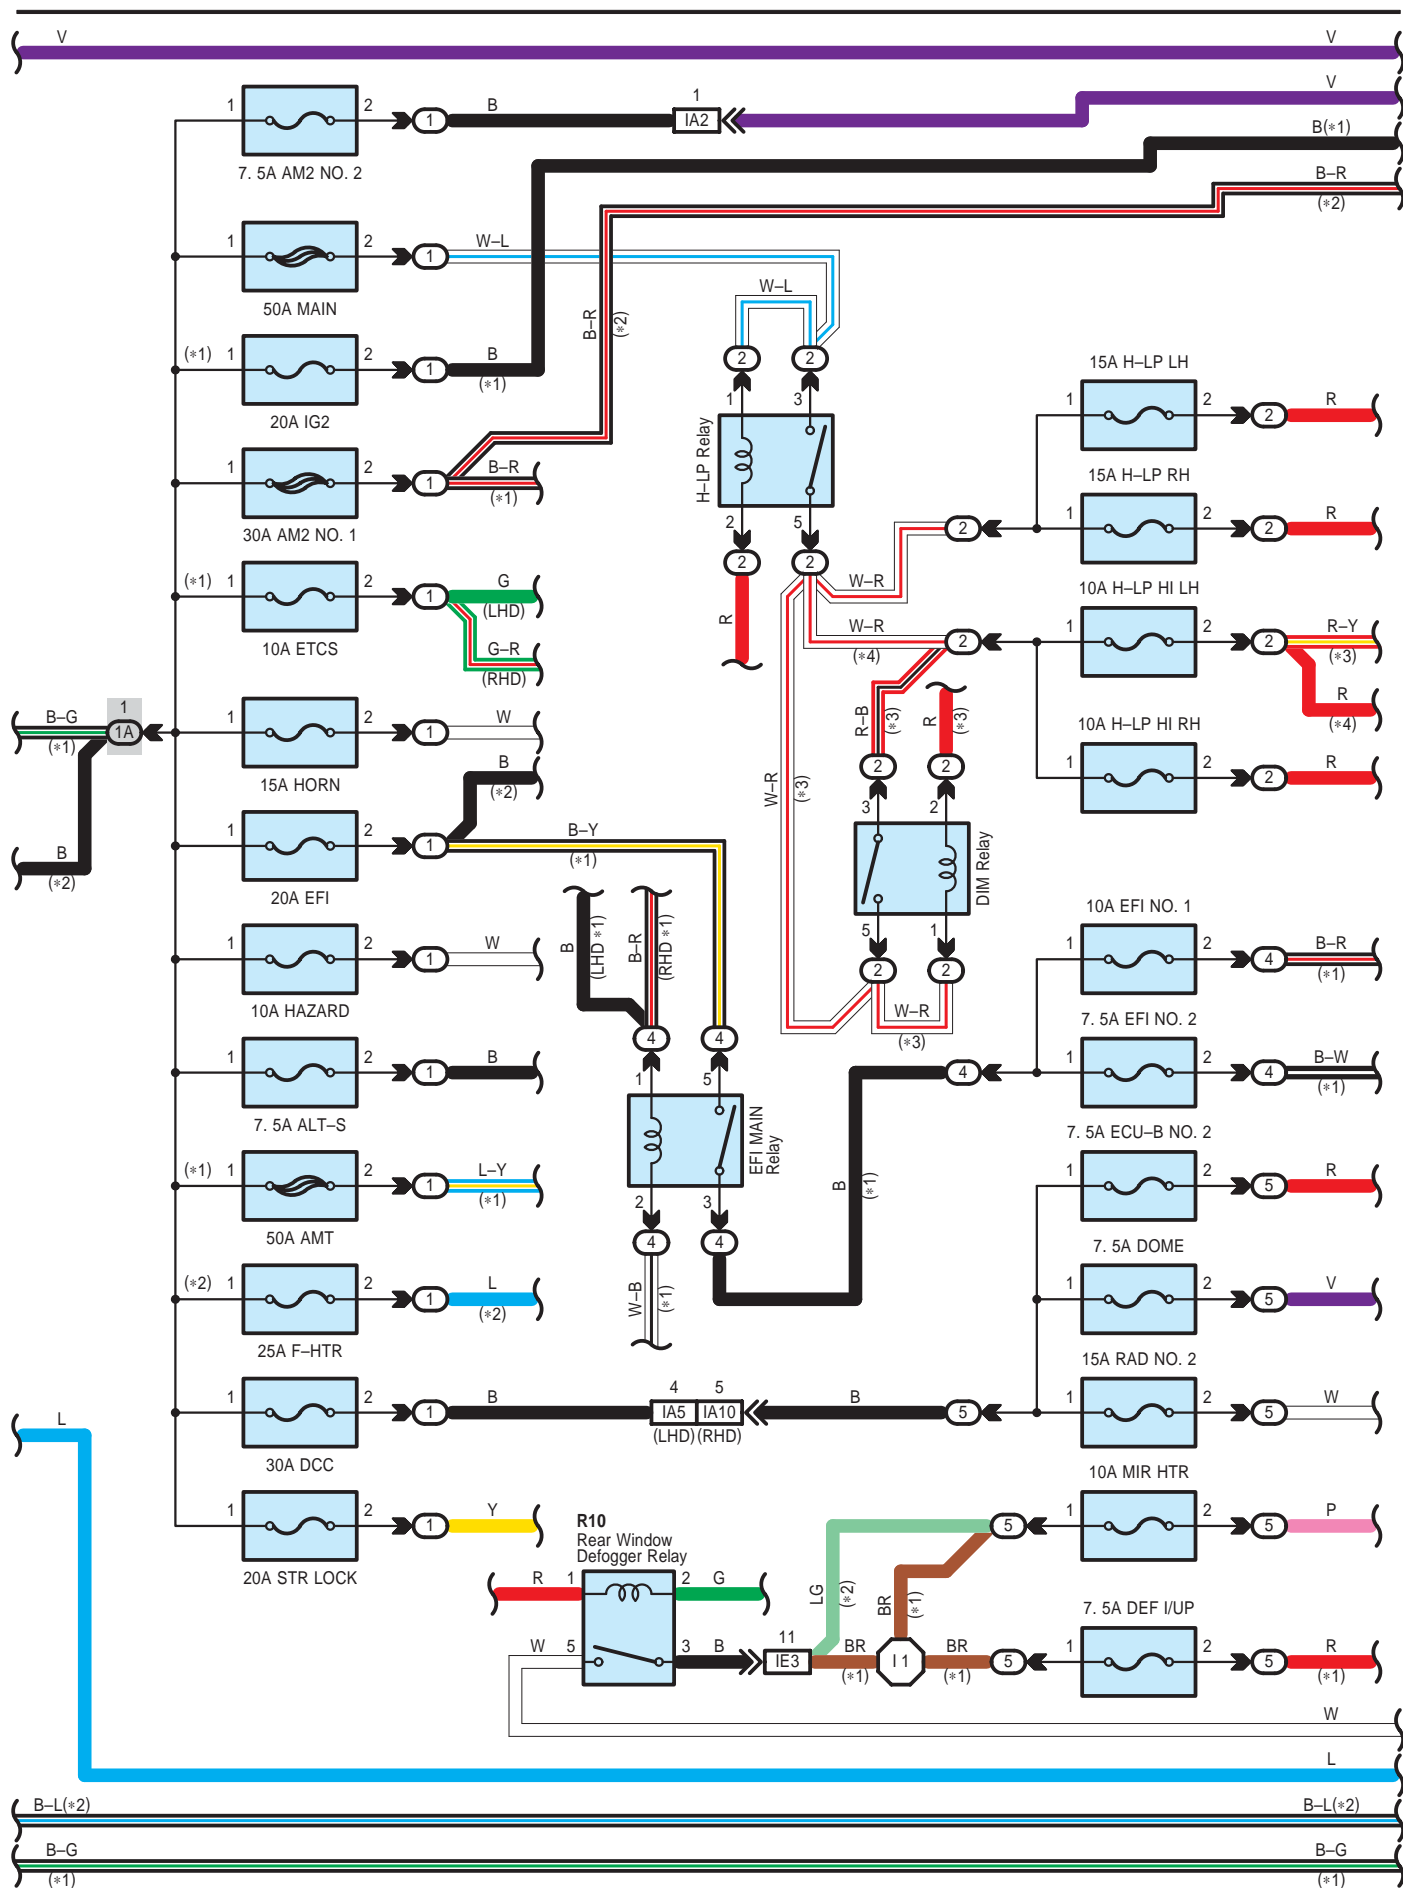 V V
V
1
1 2 1 B IA2
7. 5A AM2 NO. 2
B(*1)
B–R
(*2)
1 2 1 W–L
50A MAIN
W–L
B–R
(*2)
(*1) 1 2 1 B
(*1)
20A IG2
2 2
1 3
H–LP Relay
2 5
2 2
R
15A H–LP LH
1 2 2 R
1 2 1 B–R
(*1)
30A AM2 NO. 1
15A H–LP RH
2 1 2 2 R
W–R
(*1) 1 2 1 G
(LHD)
G–R
(RHD)
10A ETCS
10A H–LP HI LH
W–R
(*4)
2 1 2 2 R–Y
(*3)
R
(*4)
R–B
(*3)
R
(*3)
W–R
(*3)
B–G
(*1)
1
1A
B
(*2)
1 2 1 W
15A HORN
10A H–LP HI RH
1 2 2 R
2 2
3 2
DIM Relay
5 1
2 2
W–R
(*3)
B
(*2)
1 2 1 B–Y
(*1)
20A EFI
B
(LHD *1)
B–R
(RHD *1)
1 2 1 W
10A HAZARD
10A EFI NO. 1
1 2 4 B–R
(*1)
4 4
1 5
EFI MAIN
Relay
2 3
4 4
W–B
(*1)
B
(*1)
1 2 1 B
7. 5A ALT–S
7. 5A EFI NO. 2
4 1 2 4 B–W
(*1)
(*1) 1 2 1 L–Y
(*1)
50A AMT
7. 5A ECU–B NO. 2
1 2 5 R
(*2) 1 2 1 L
(*2)
25A F–HTR
7. 5A DOME
1 2 5 V
15A RAD NO. 2
4 5
1 2 1 B IA5 IA10 B 5 1 2 5 W
(LHD) (RHD)
30A DCC
L
10A MIR HTR
1 2 1 Y
20A STR LOCK
5 1 2 5 P
R10
Rear Window
Defogger Relay
R 1 2 G
LG
(*2)
BR
(*1)
7. 5A DEF I/UP
W 5 3 B
11
IE3
BR
(*1)
I 1
BR
(*1)
5 1 2 5 R
(*1)
W
L
B–L(*2) B–L(*2)
B–G B–G
(*1) (*1)